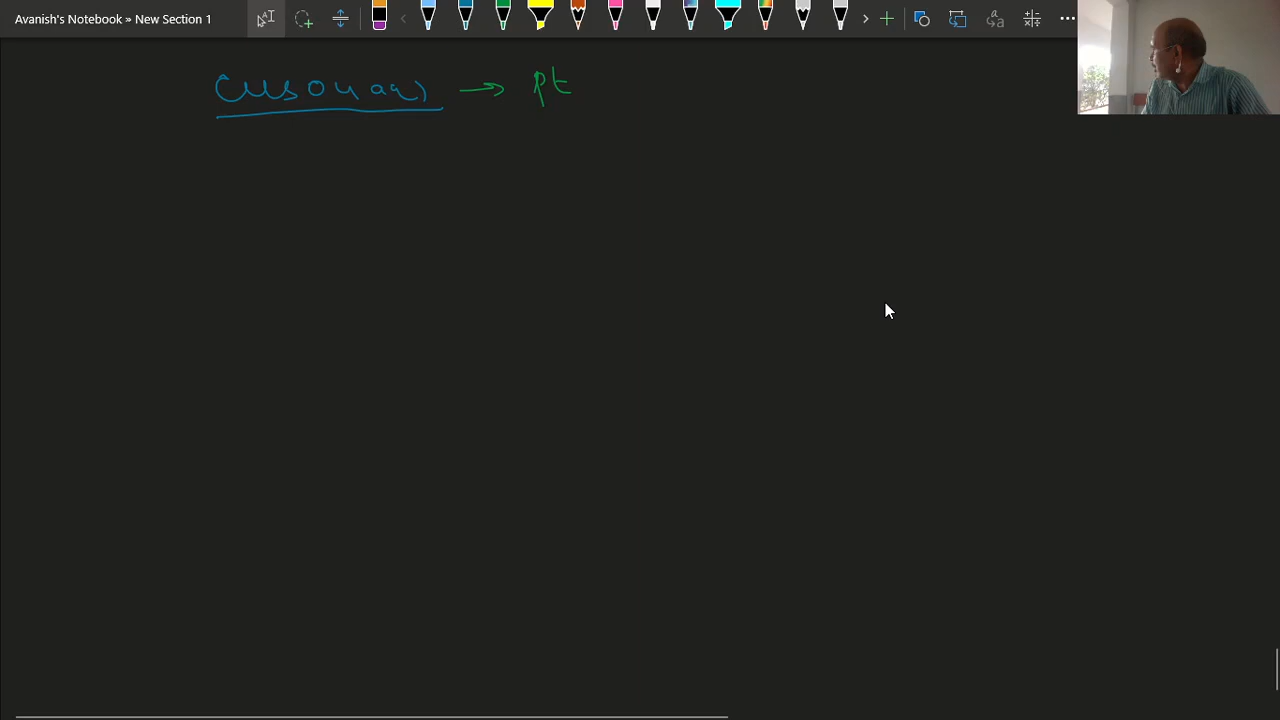 Avanish's Notebook » New Section 1
CuSO4(aq) → pt